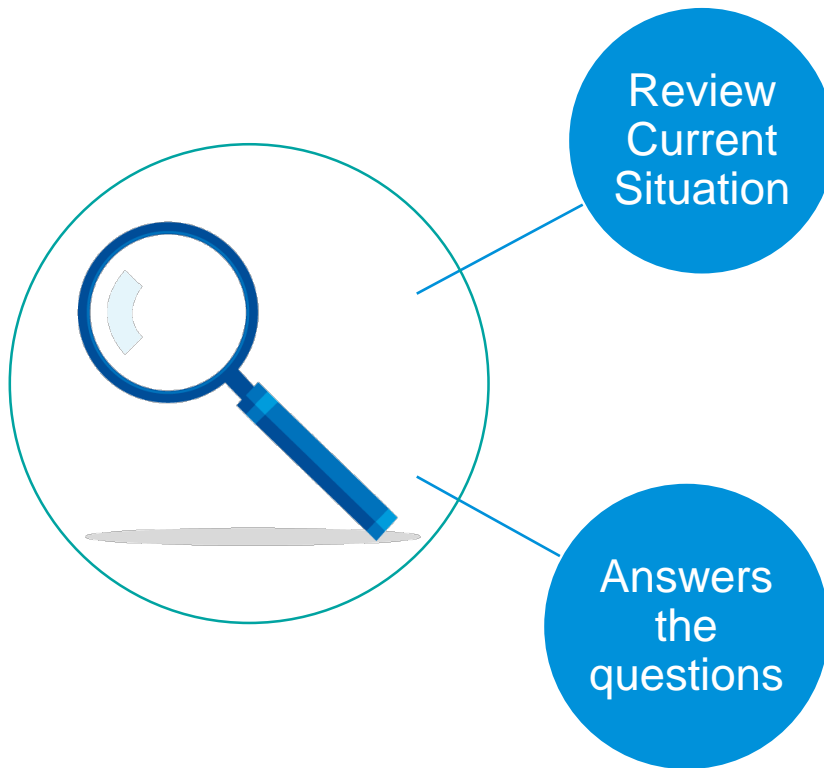 Review
Current
Situation
Answers
the
questions